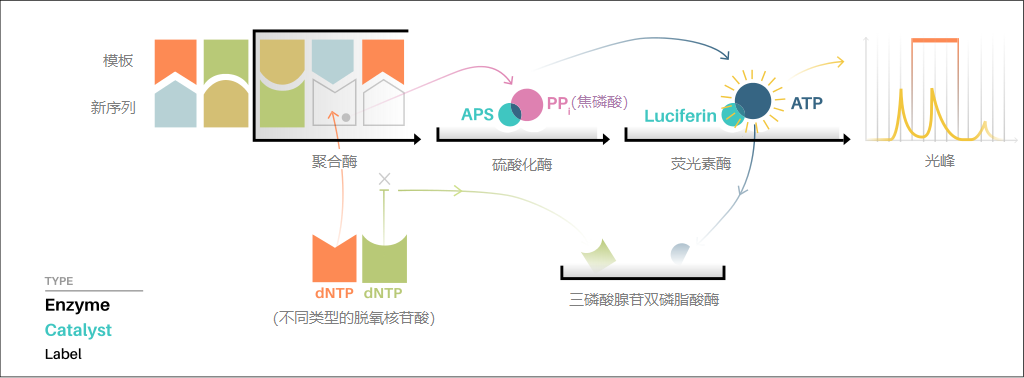 模板
新序列
聚合酶
APS
PPi(焦磷酸)
硫酸化酶
Luciferin
ATP
荧光素酶
光峰
X
dNTP dNTP
(不同类型的脱氧核苷酸)
三磷酸腺苷双磷脂酸酶
TYPE
Enzyme
Catalyst
Label